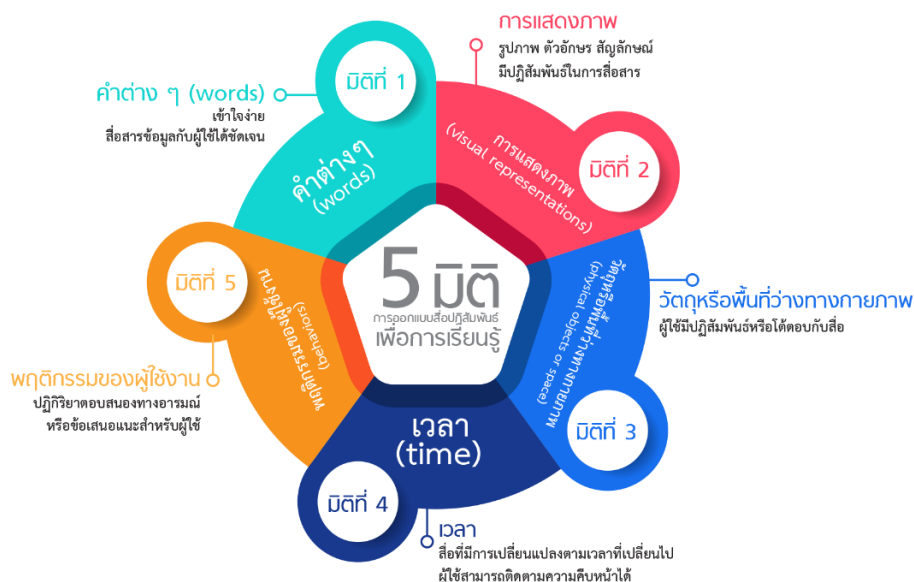 การแสดงภาพ
รูปภาพ ตัวอักษร สัญลักษณ์
มีปฏิสัมพันธ์ในการสื่อสาร
มิติที่ 1
คำต่าง ๆ (words)
เข้าใจง่าย
สื่อสารข้อมูลกับผู้ใช้ได้ชัดเจน
คำต่างๆ
(words)
การแสดงภาพ
(visual representations)
มิติที่ 2
5 มิติ
การออกแบบสื่อปฏิสัมพันธ์
เพื่อการเรียนรู้
มิติที่ 5
พฤติกรรมของผู้ใช้งาน
(behaviors)
วัตถุหรือพื้นที่ว่างทางกายภาพ
(physical objects or space)
วัตถุหรือพื้นที่ว่างทางกายภาพ
ผู้ใช้มีปฏิสัมพันธ์หรือโต้ตอบกับสื่อ
พฤติกรรมของผู้ใช้งาน
ปฏิกิริยาตอบสนองทางอารมณ์
หรือข้อเสนอแนะสำหรับผู้ใช้
มิติที่ 3
เวลา
(time)
มิติที่ 4
เวลา
สื่อที่มีการเปลี่ยนแปลงตามเวลาที่เปลี่ยนไป
ผู้ใช้สามารถติดตามความคืบหน้าได้